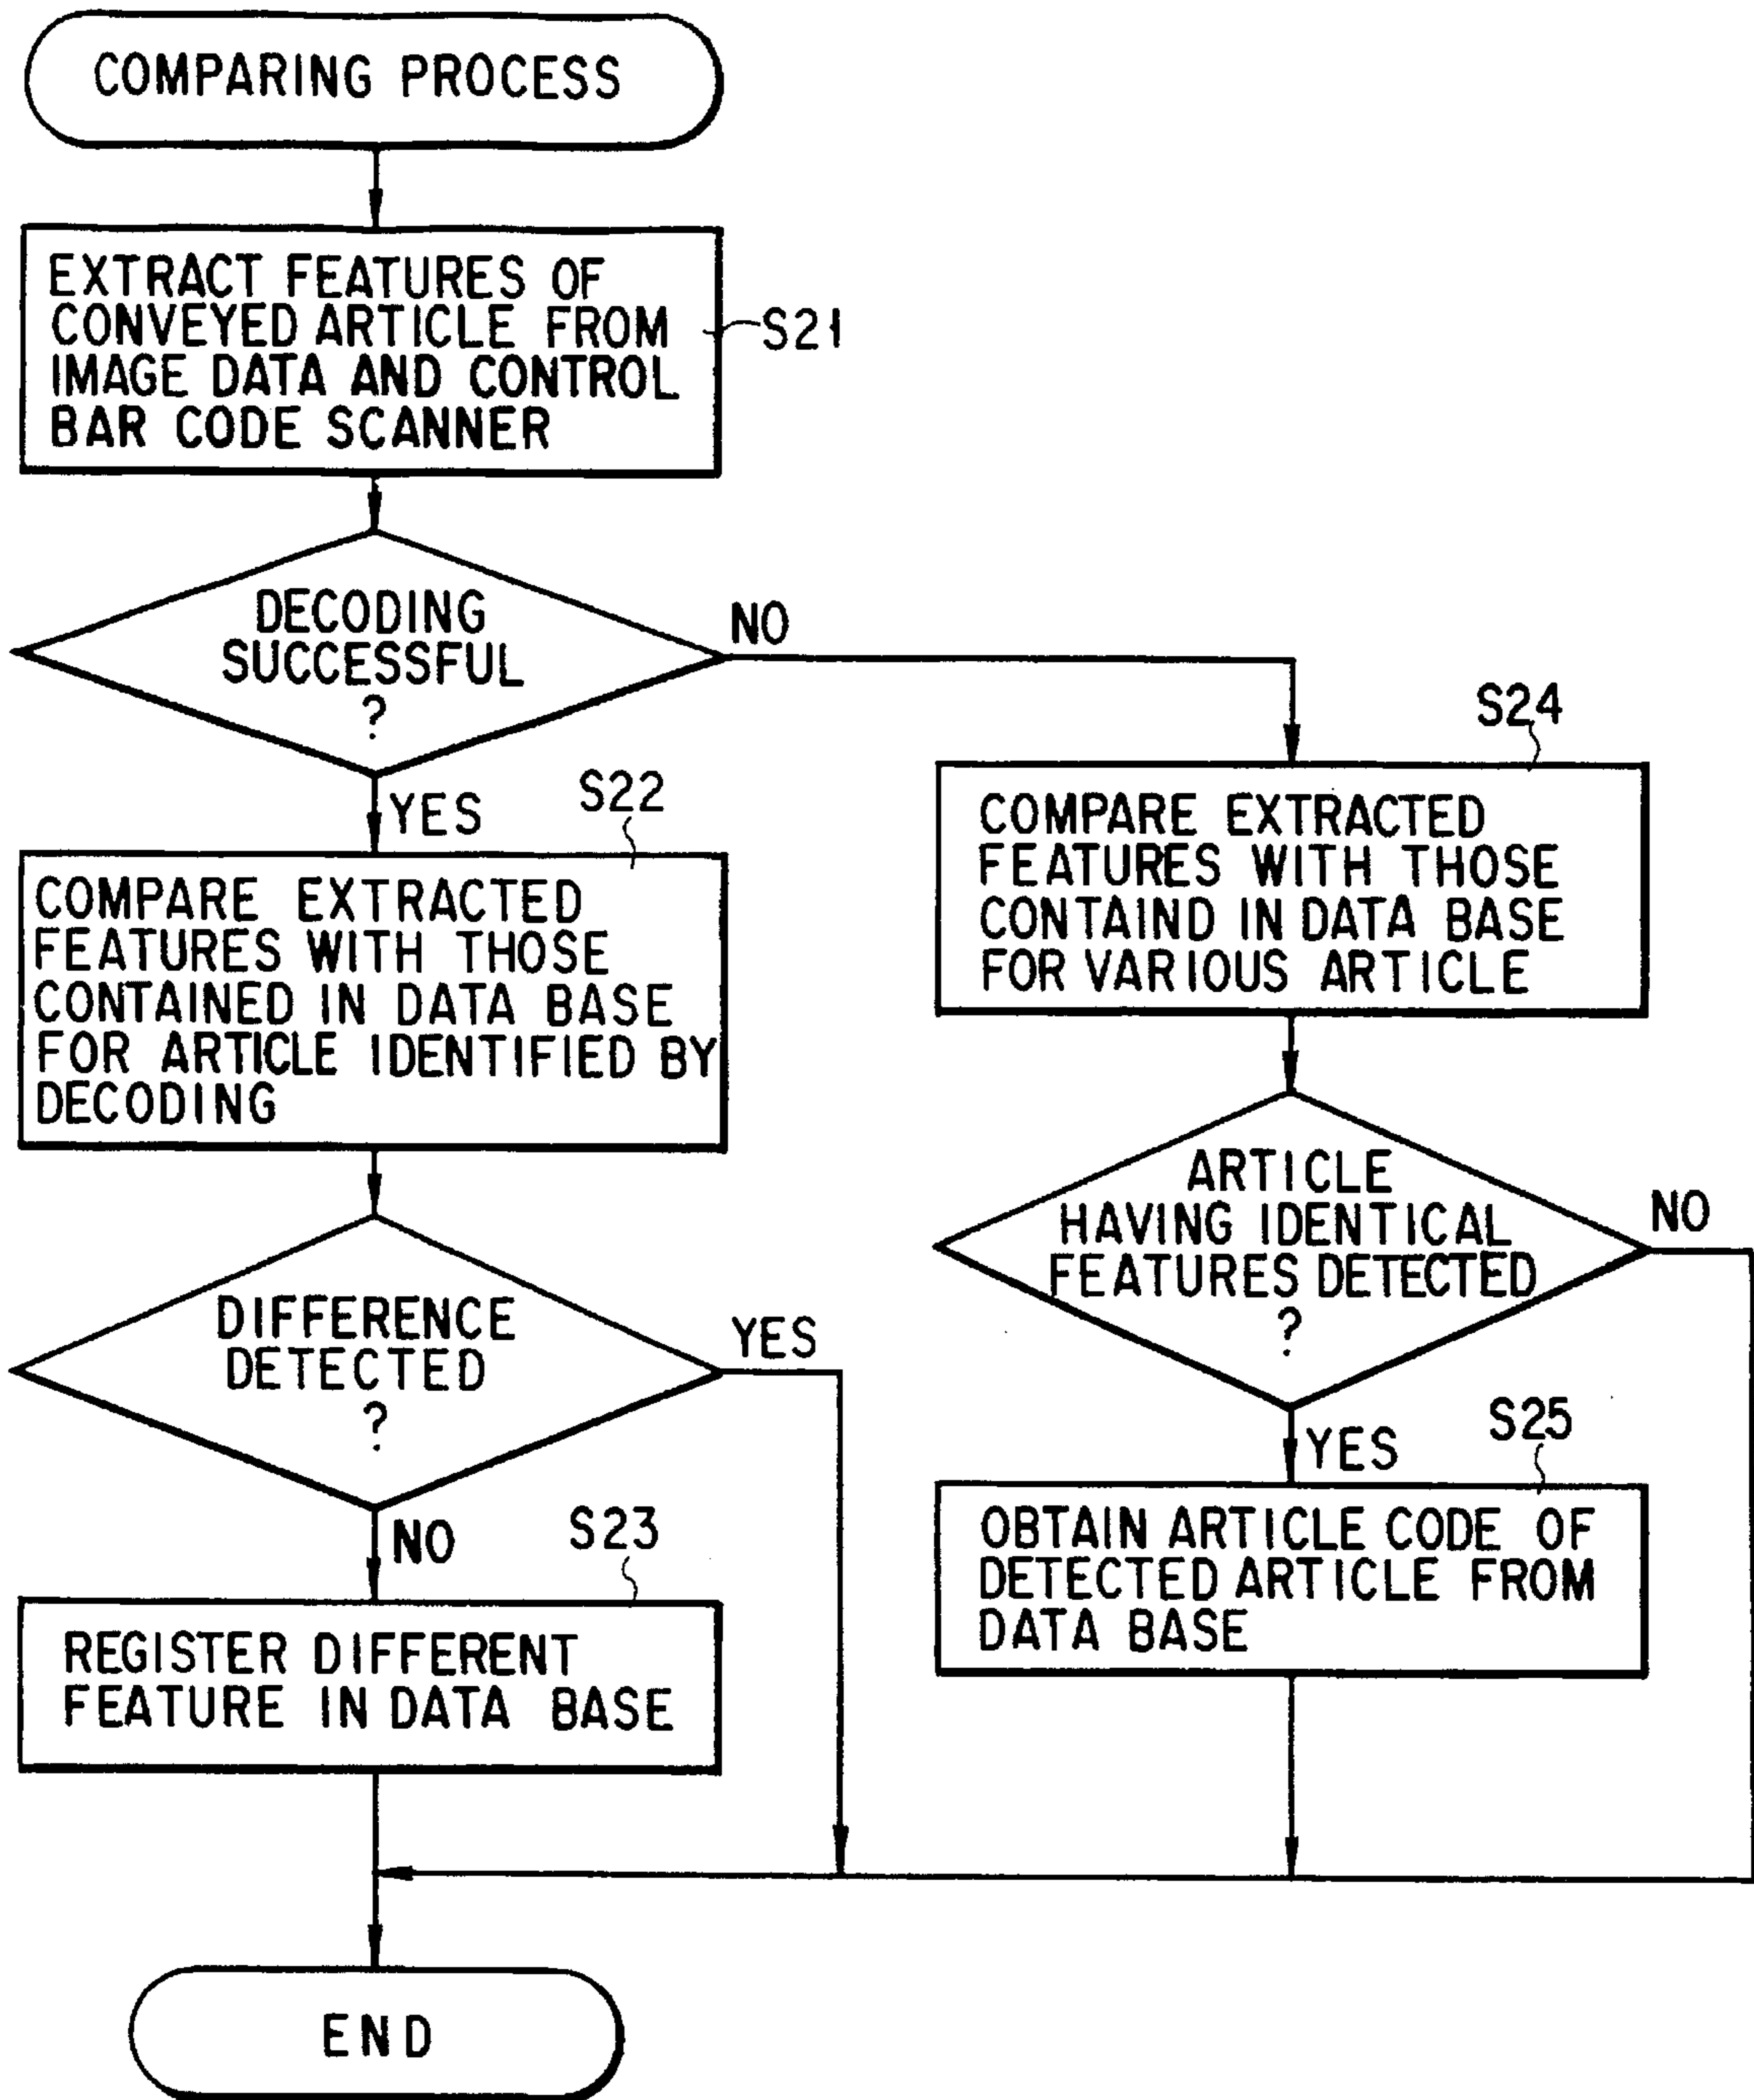 COMPARING PROCESS
EXTRACT FEATURES OF
CONVEYED ARTICLE FROM
IMAGE DATA AND CONTROL
BAR CODE SCANNER
S21
DECODING
SUCCESSFUL
?
NO
YES
S22
COMPARE EXTRACTED
FEATURES WITH THOSE
CONTAINED IN DATA BASE
FOR ARTICLE IDENTIFIED BY
DECODING
DIFFERENCE
DETECTED
?
YES
NO
S23
REGISTER DIFFERENT
FEATURE IN DATA BASE
S24
COMPARE EXTRACTED
FEATURES WITH THOSE
CONTAIND IN DATA BASE
FOR VARIOUS ARTICLE
ARTICLE
HAVING IDENTICAL
FEATURES DETECTED
?
NO
YES
S25
OBTAIN ARTICLE CODE OF
DETECTED ARTICLE FROM
DATA BASE
END